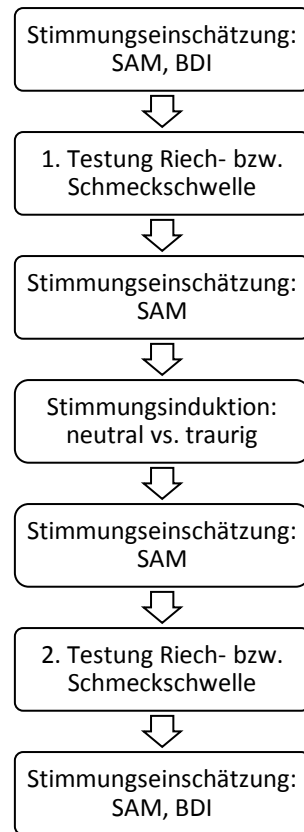 Stimmungseinschätzung:
SAM, BDI
1. Testung Riech- bzw.
Schmeckschwelle
Stimmungseinschätzung:
SAM
Stimmungsinduktion:
neutral vs. traurig
Stimmungseinschätzung:
SAM
2. Testung Riech- bzw.
Schmeckschwelle
Stimmungseinschätzung:
SAM, BDI